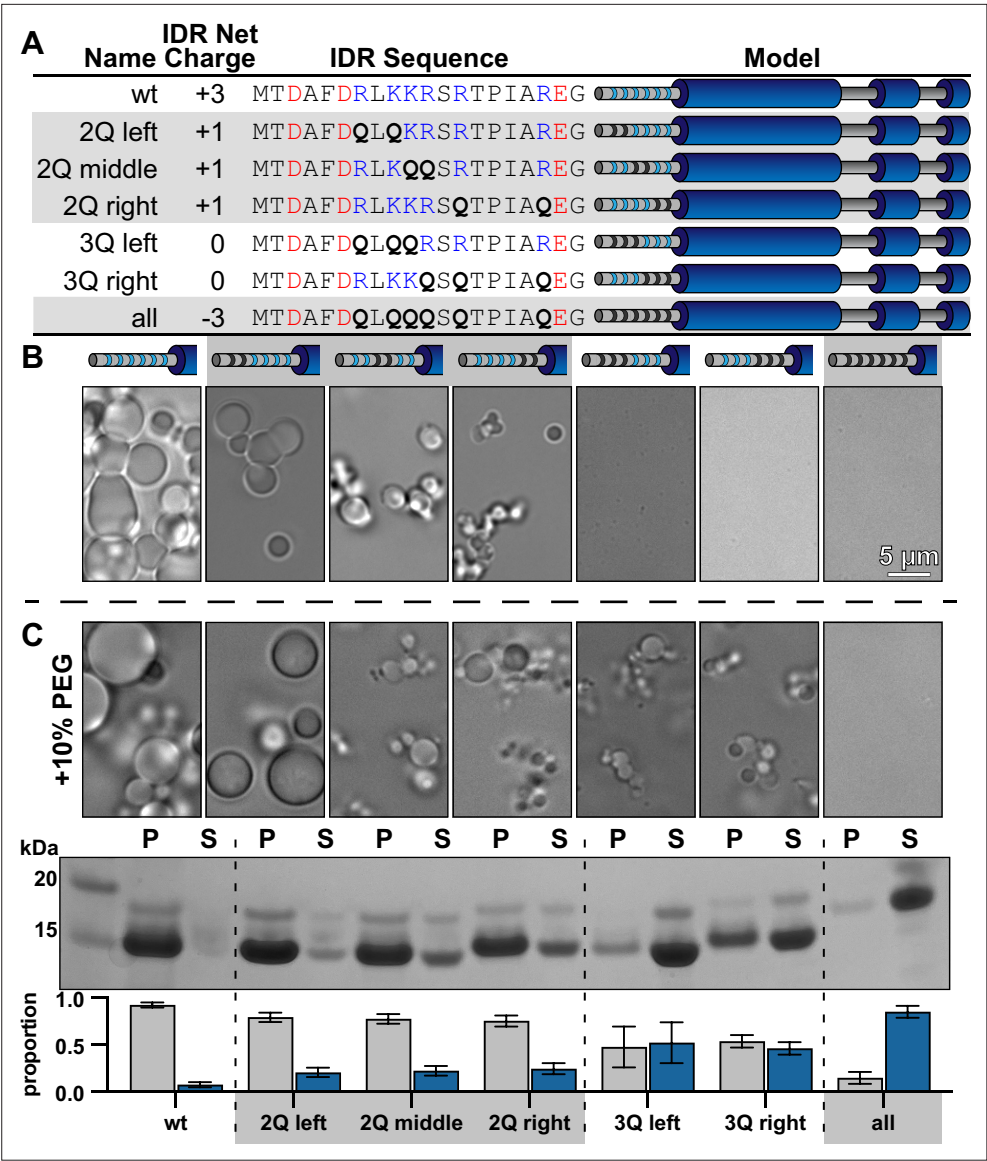 A
Name IDR Net Charge IDR Sequence Model
wt +3 MTDAFDRLKKRSRTPIAREG
2Q left +1 MTDAFDQLQKRSRTPIAREG
2Q middle +1 MTDAFDRLKQQSRTPIAREG
2Q right +1 MTDAFDRLKKRSQTPIAQEG
3Q left 0 MTDAFDQLQQRSRTPIAREG
3Q right 0 MTDAFDRLKKQSQTPIAQEG
all -3 MTDAFDQLQQQSQTPIAQEG
B
5 µm
C
+10% PEG
kDa P S P S P S P S P S P S P S
20
15
proportion
1.0
0.5
0.0
wt 2Q left 2Q middle 2Q right 3Q left 3Q right all